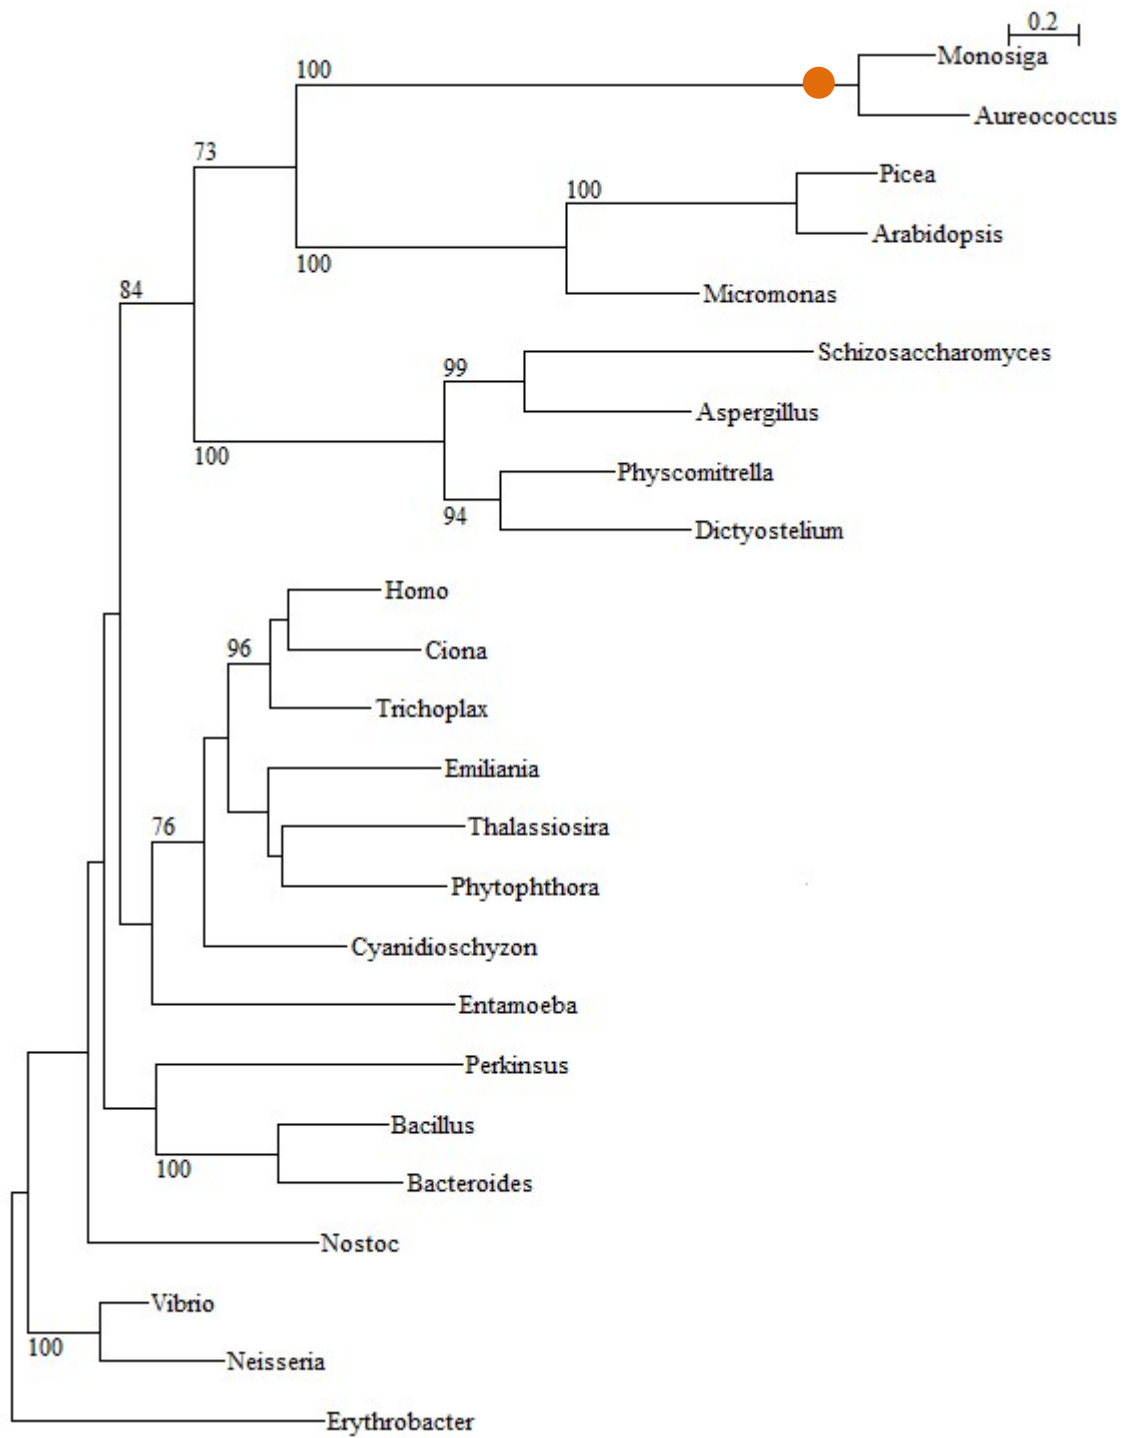 0.2
Monosiga
100
Aureococcus
73
Picea
100
Arabidopsis
100
84
Micromonas
Schizosaccharomyces
99
Aspergillus
100
Physcomitrella
94
Dictyostelium
Homo
96
Ciona
Trichoplax
Emiliania
76
Thalassiosira
Phytophthora
Cyanidioschyzon
Entamoeba
Perkinsus
Bacillus
100
Bacteroides
Nostoc
Vibrio
100
Neisseria
Erythrobacter